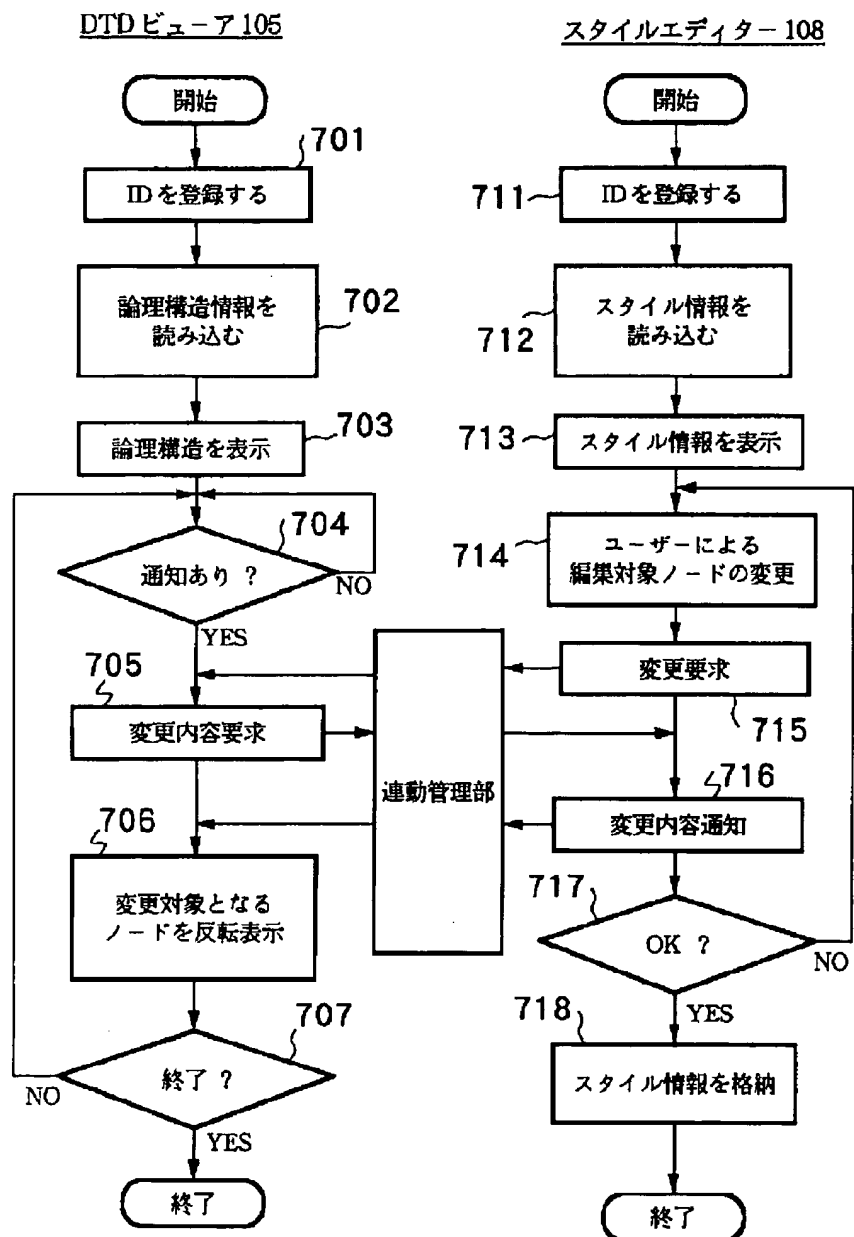 DTDビューア105
開始
701
IDを登録する
702
論理構造情報を
読み込む
703
論理構造を表示
704
通知あり ?
NO
YES
705
変更内容要求
706
変更対象となる
ノードを反転表示
707
終了 ?
NO
YES
終了
連動管理部
スタイルエディター108
開始
711
IDを登録する
712
スタイル情報を
読み込む
713
スタイル情報を表示
714
ユーザーによる
編集対象ノードの変更
変更要求
715
716
変更内容通知
717
OK ?
NO
YES
718
スタイル情報を格納
終了